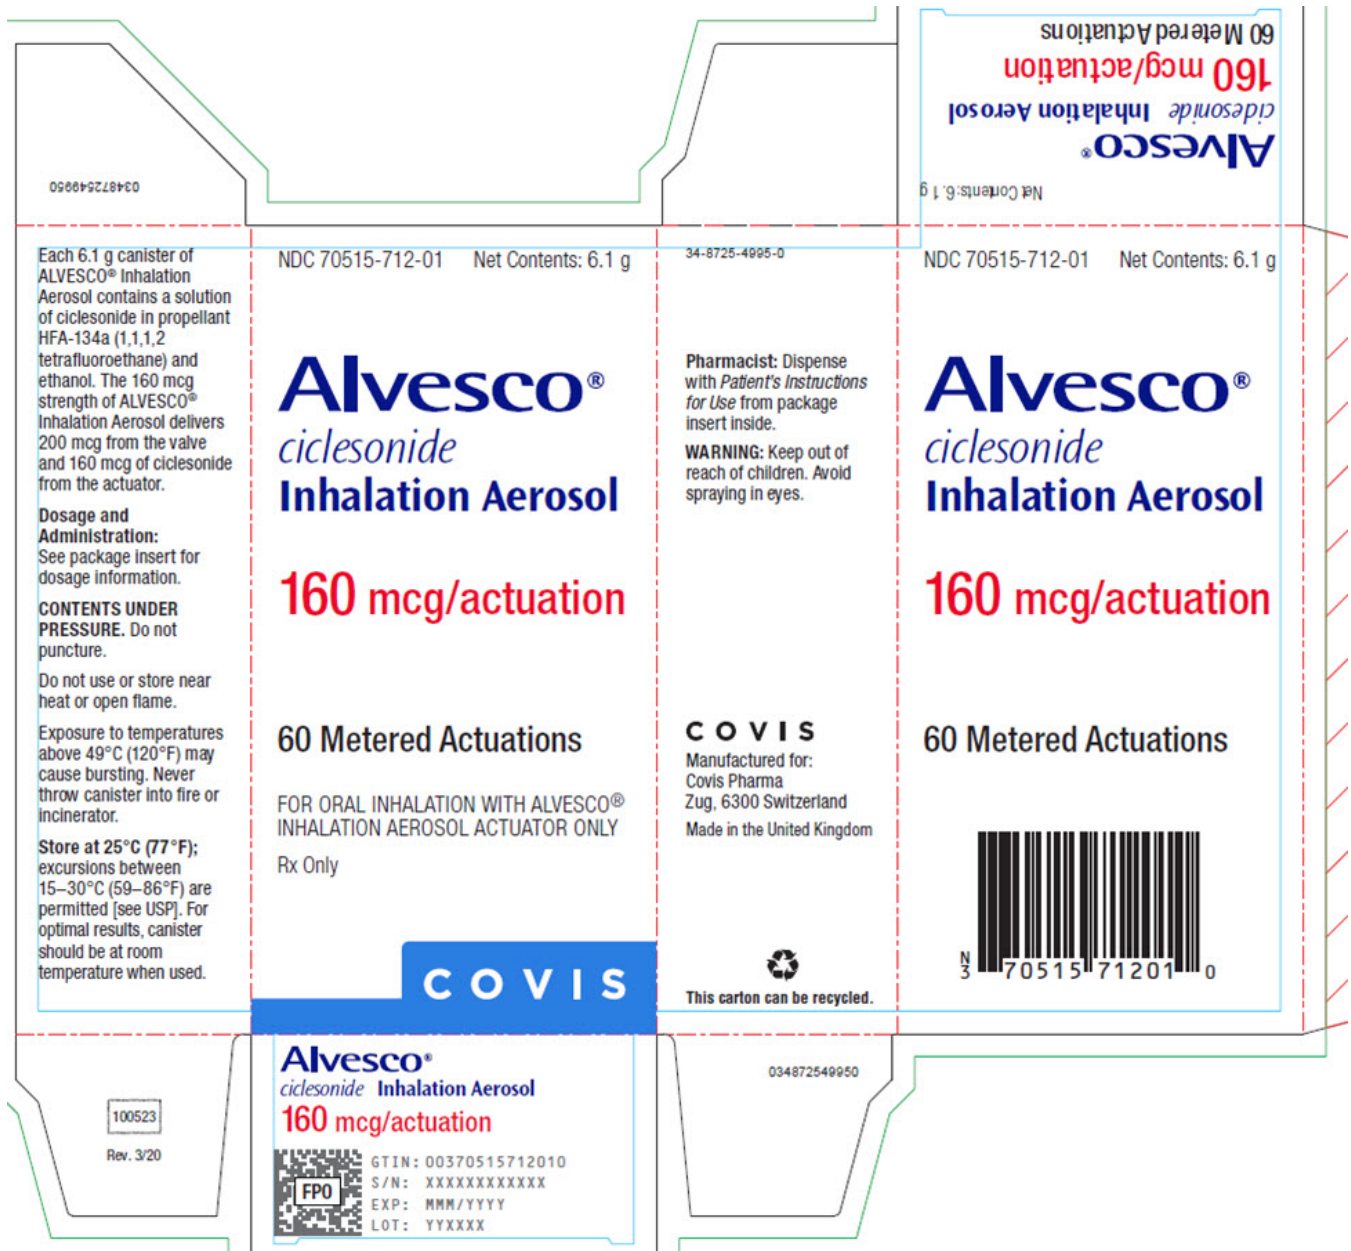 60 Metered Actuations
160 mcg/actuation
ciclesonide Inhalation Aerosol
Alvesco®
Net Contents: 6.1 g
034872549950
Each 6.1 g canister of
ALVESCO® Inhalation
Aerosol contains a solution
of ciclesonide in propellant
HFA-134a (1,1,1,2
tetrafluoroethane) and
ethanol. The 160 mcg
strength of ALVESCO®
Inhalation Aerosol delivers
200 mcg from the valve
and 160 mcg of ciclesonide
from the actuator.
Dosage and
Administration:
See package insert for
dosage information.
CONTENTS UNDER
PRESSURE. Do not
puncture.
Do not use or store near
heat or open flame.
Exposure to temperatures
above 49°C (120°F) may
cause bursting. Never
throw canister into fire or
incinerator.
Store at 25°C (77°F);
excursions between
15–30°C (59–86°F) are
permitted [see USP]. For
optimal results, canister
should be at room
temperature when used.
NDC 70515-712-01 Net Contents: 6.1 g
Alvesco®
ciclesonide
Inhalation Aerosol
160 mcg/actuation
60 Metered Actuations
FOR ORAL INHALATION WITH ALVESCO®
INHALATION AEROSOL ACTUATOR ONLY
Rx Only
COVIS
34-8725-4995-0
Pharmacist: Dispense
with Patient's Instructions
for Use from package
insert inside.
WARNING: Keep out of
reach of children. Avoid
spraying in eyes.
COVIS
Manufactured for:
Covis Pharma
Zug, 6300 Switzerland
Made in the United Kingdom
This carton can be recycled.
NDC 70515-712-01 Net Contents: 6.1 g
Alvesco®
ciclesonide
Inhalation Aerosol
160 mcg/actuation
60 Metered Actuations
N
3 70515 71201 0
100523
Rev. 3/20
Alvesco®
ciclesonide Inhalation Aerosol
160 mcg/actuation
FPO
GTIN: 00370515712010
S/N: XXXXXXXXXXXX
EXP: MMM/YYYY
LOT: YYXXXX
034872549950